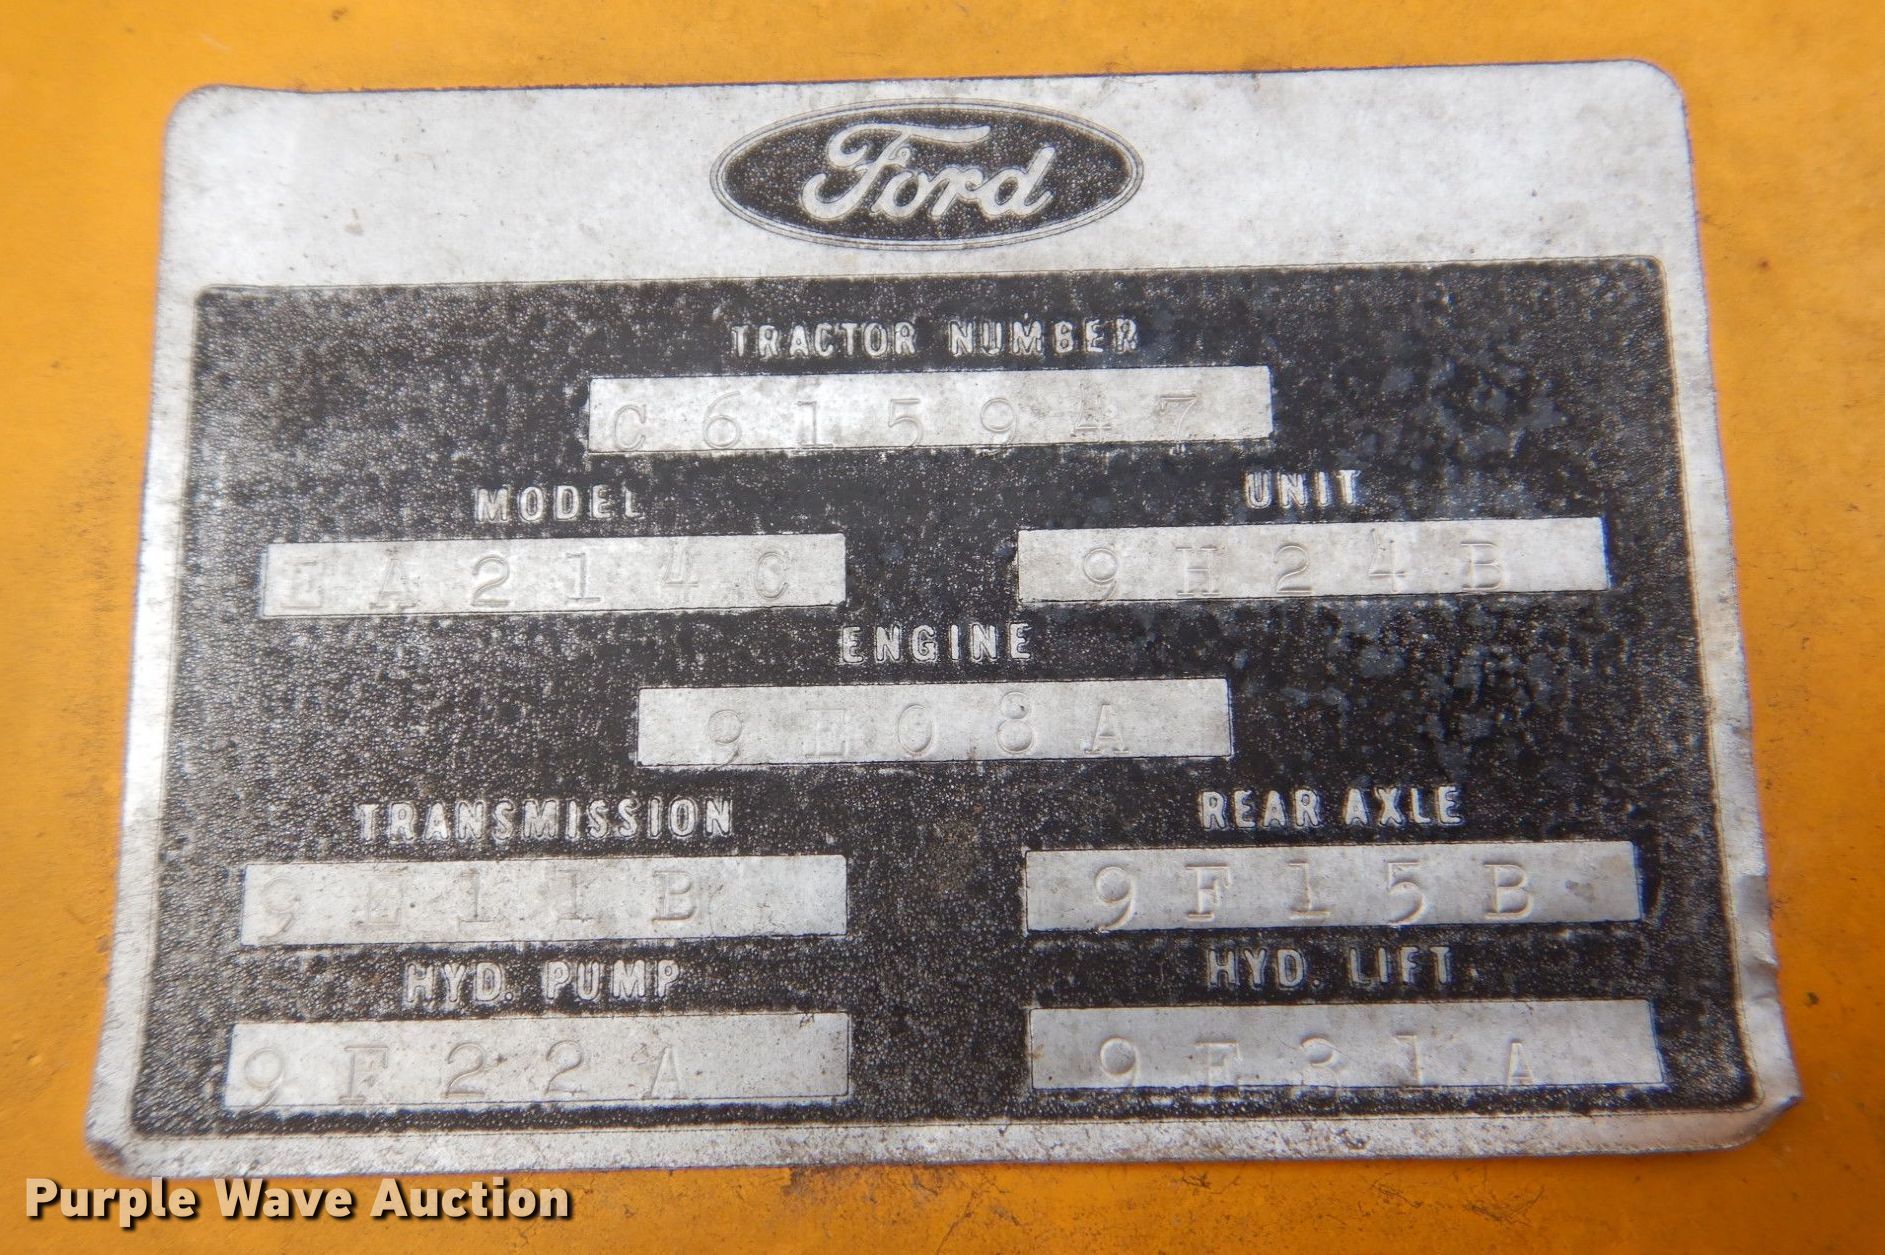 Ford
TRACTOR NUMBER
C615947
MODEL UNIT
EA214C 9H24B
ENGINE
9E08A
TRANSMISSION REAR AXLE
9E11B 9F15B
HYD. PUMP HYD. LIFT
9F22A 9E31A
Purple Wave Auction